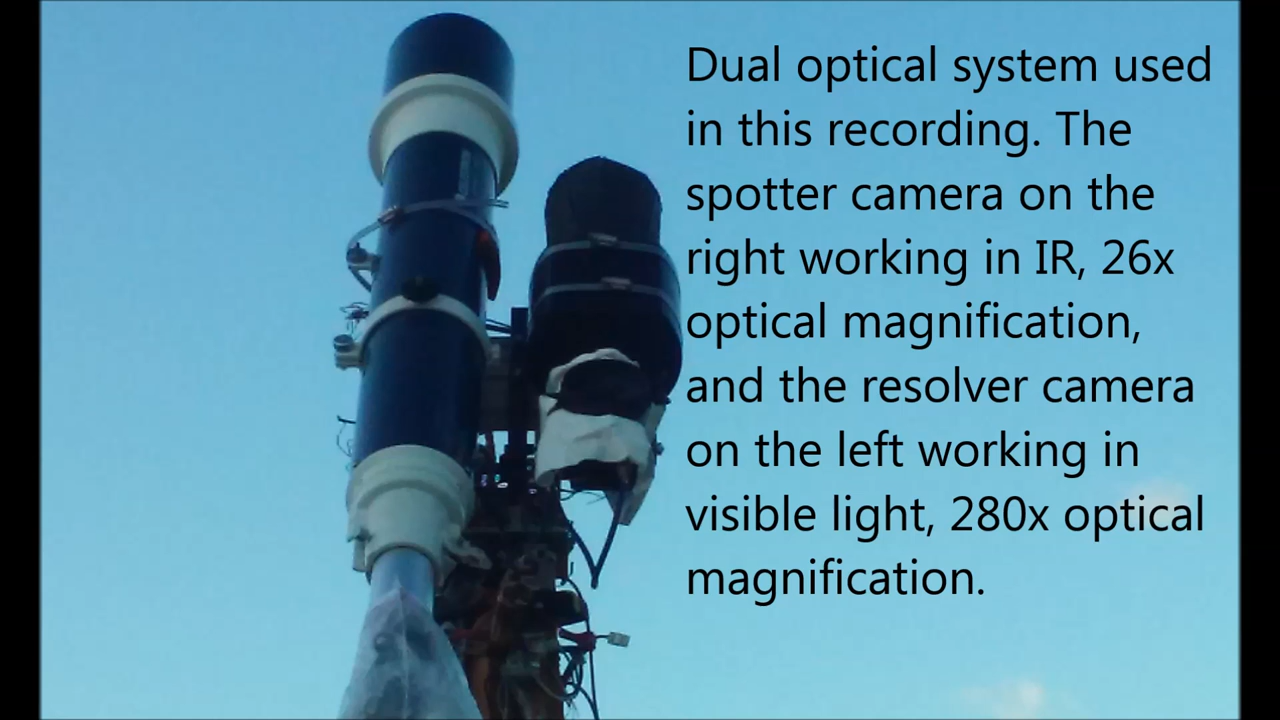 Dual optical system used
in this recording. The
spotter camera on the
right working in IR, 26x
optical magnification,
and the resolver camera
on the left working in
visible light, 280x optical
magnification.